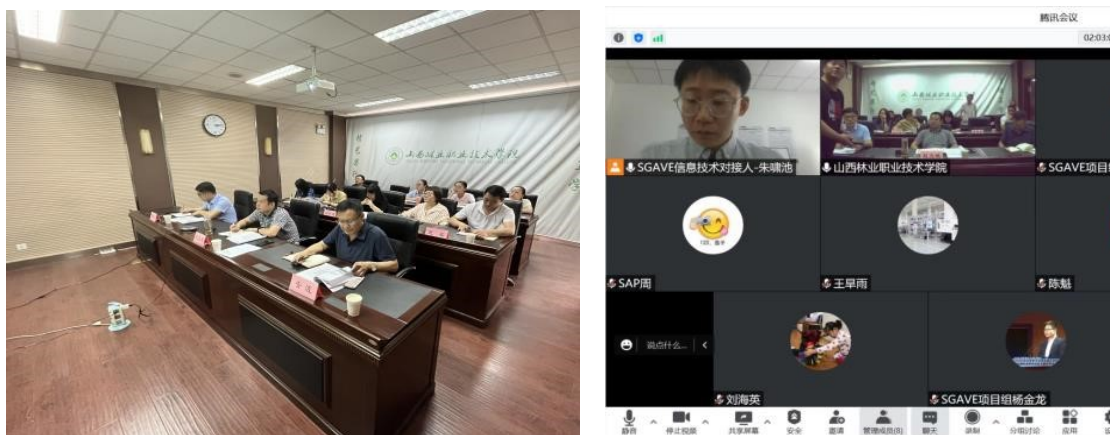 山西林业职业技术学院
腾讯会议
SGAVE信息技术对接人-朱啸池
山西林业职业技术学院
SGAVE项目组
SAP周
王早雨
陈魁
说点什么...
刘海英
SGAVE项目组杨金龙
静音
停止视频
共享屏幕
安全
邀请
管理成员(8)
聊天
录制
分组讨论
应用